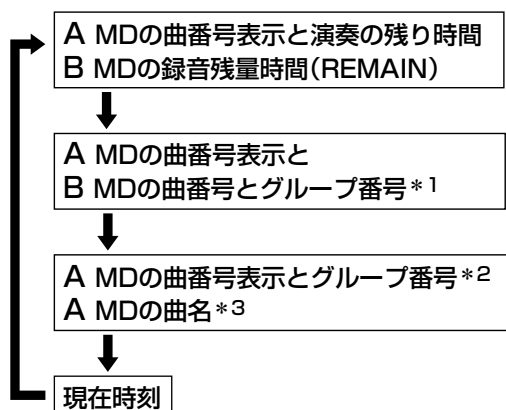 A MDの曲番号表示と演奏の残り時間
B MDの録音残量時間(REMAIN)
A MDの曲番号表示と
B MDの曲番号とグループ番号*1
A MDの曲番号表示とグループ番号*2
A MDの曲名*3
現在時刻